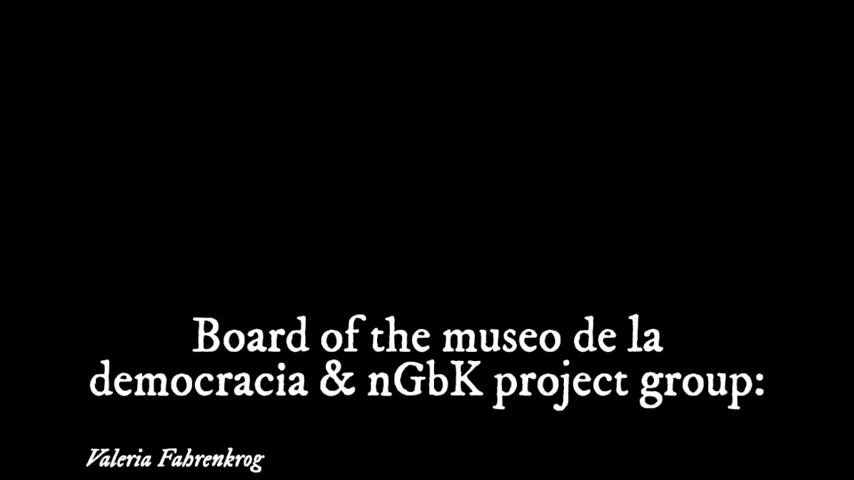 Board of the museo de la
democracia & nGbK project group:
Valeria Fahrenkrog